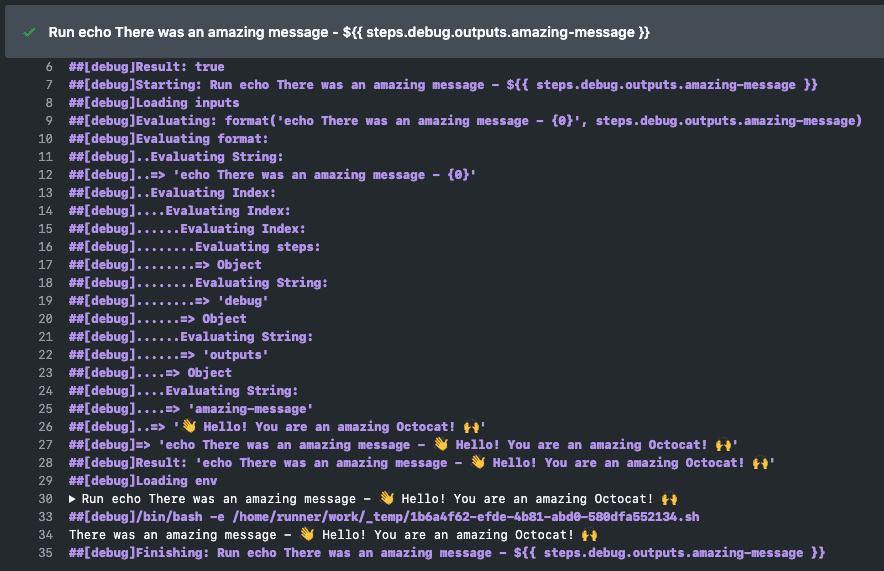 Run echo There was an amazing message - ${{ steps.debug.outputs.amazing-message }}
6 ##[debug]Result: true
7 ##[debug]Starting: Run echo There was an amazing message - ${{ steps.debug.outputs.amazing-message }}
8 ##[debug]Loading inputs
9 ##[debug]Evaluating: format('echo There was an amazing message - {0}', steps.debug.outputs.amazing-message)
10 ##[debug]Evaluating format:
11 ##[debug]..Evaluating String:
12 ##[debug]..=> 'echo There was an amazing message - {0}'
13 ##[debug]..Evaluating Index:
14 ##[debug]....Evaluating Index:
15 ##[debug]......Evaluating Index:
16 ##[debug]........Evaluating steps:
17 ##[debug]........=> Object
18 ##[debug]........Evaluating String:
19 ##[debug]........=> 'debug'
20 ##[debug]......=> Object
21 ##[debug]......Evaluating String:
22 ##[debug]......=> 'outputs'
23 ##[debug]....=> Object
24 ##[debug]....Evaluating String:
25 ##[debug]....=> 'amazing-message'
26 ##[debug]..=> '👋 Hello! You are an amazing Octocat! 🙌'
27 ##[debug]=> 'echo There was an amazing message - 👋 Hello! You are an amazing Octocat! 🙌'
28 ##[debug]Result: 'echo There was an amazing message - 👋 Hello! You are an amazing Octocat! 🙌'
29 ##[debug]Loading env
30 ▶ Run echo There was an amazing message - 👋 Hello! You are an amazing Octocat! 🙌
33 ##[debug]/bin/bash -e /home/runner/work/_temp/1b6a4f62-efde-4b81-abd0-580dfa552134.sh
34 There was an amazing message - 👋 Hello! You are an amazing Octocat! 🙌
35 ##[debug]Finishing: Run echo There was an amazing message - ${{ steps.debug.outputs.amazing-message }}